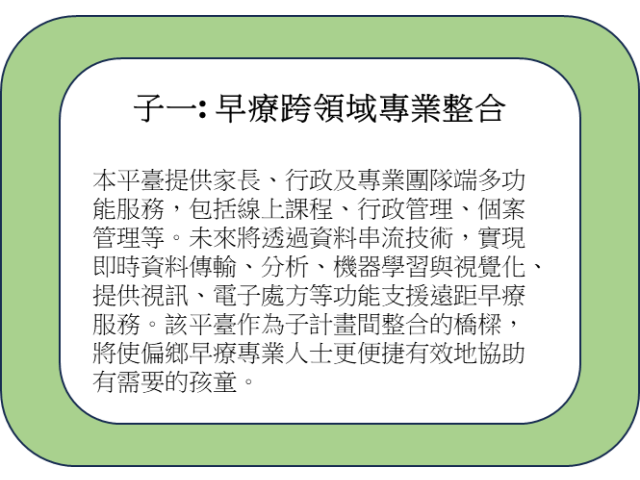 子一: 早療跨領域專業整合
本平臺提供家長、行政及專業團隊端多功
能服務，包括線上課程、行政管理、個案
管理等。未來將透過資料串流技術，實現
即時資料傳輸、分析、機器學習與視覺化、
提供視訊、電子處方等功能支援遠距早療
服務。該平臺作為子計畫間整合的橋樑，
將使偏鄉早療專業人士更便捷有效地協助
有需要的孩童。